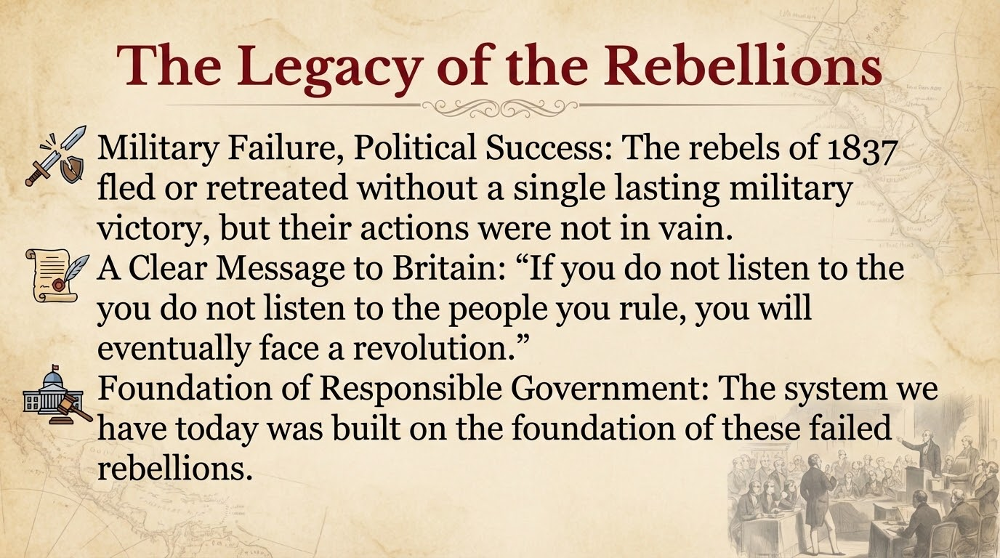 The Legacy of the Rebellions
Military Failure, Political Success: The rebels of 1837
fled or retreated without a single lasting military
victory, but their actions were not in vain.
A Clear Message to Britain: “If you do not listen to the
you do not listen to the people you rule, you will
eventually face a revolution.”
Foundation of Responsible Government: The system we
have today was built on the foundation of these failed
rebellions.